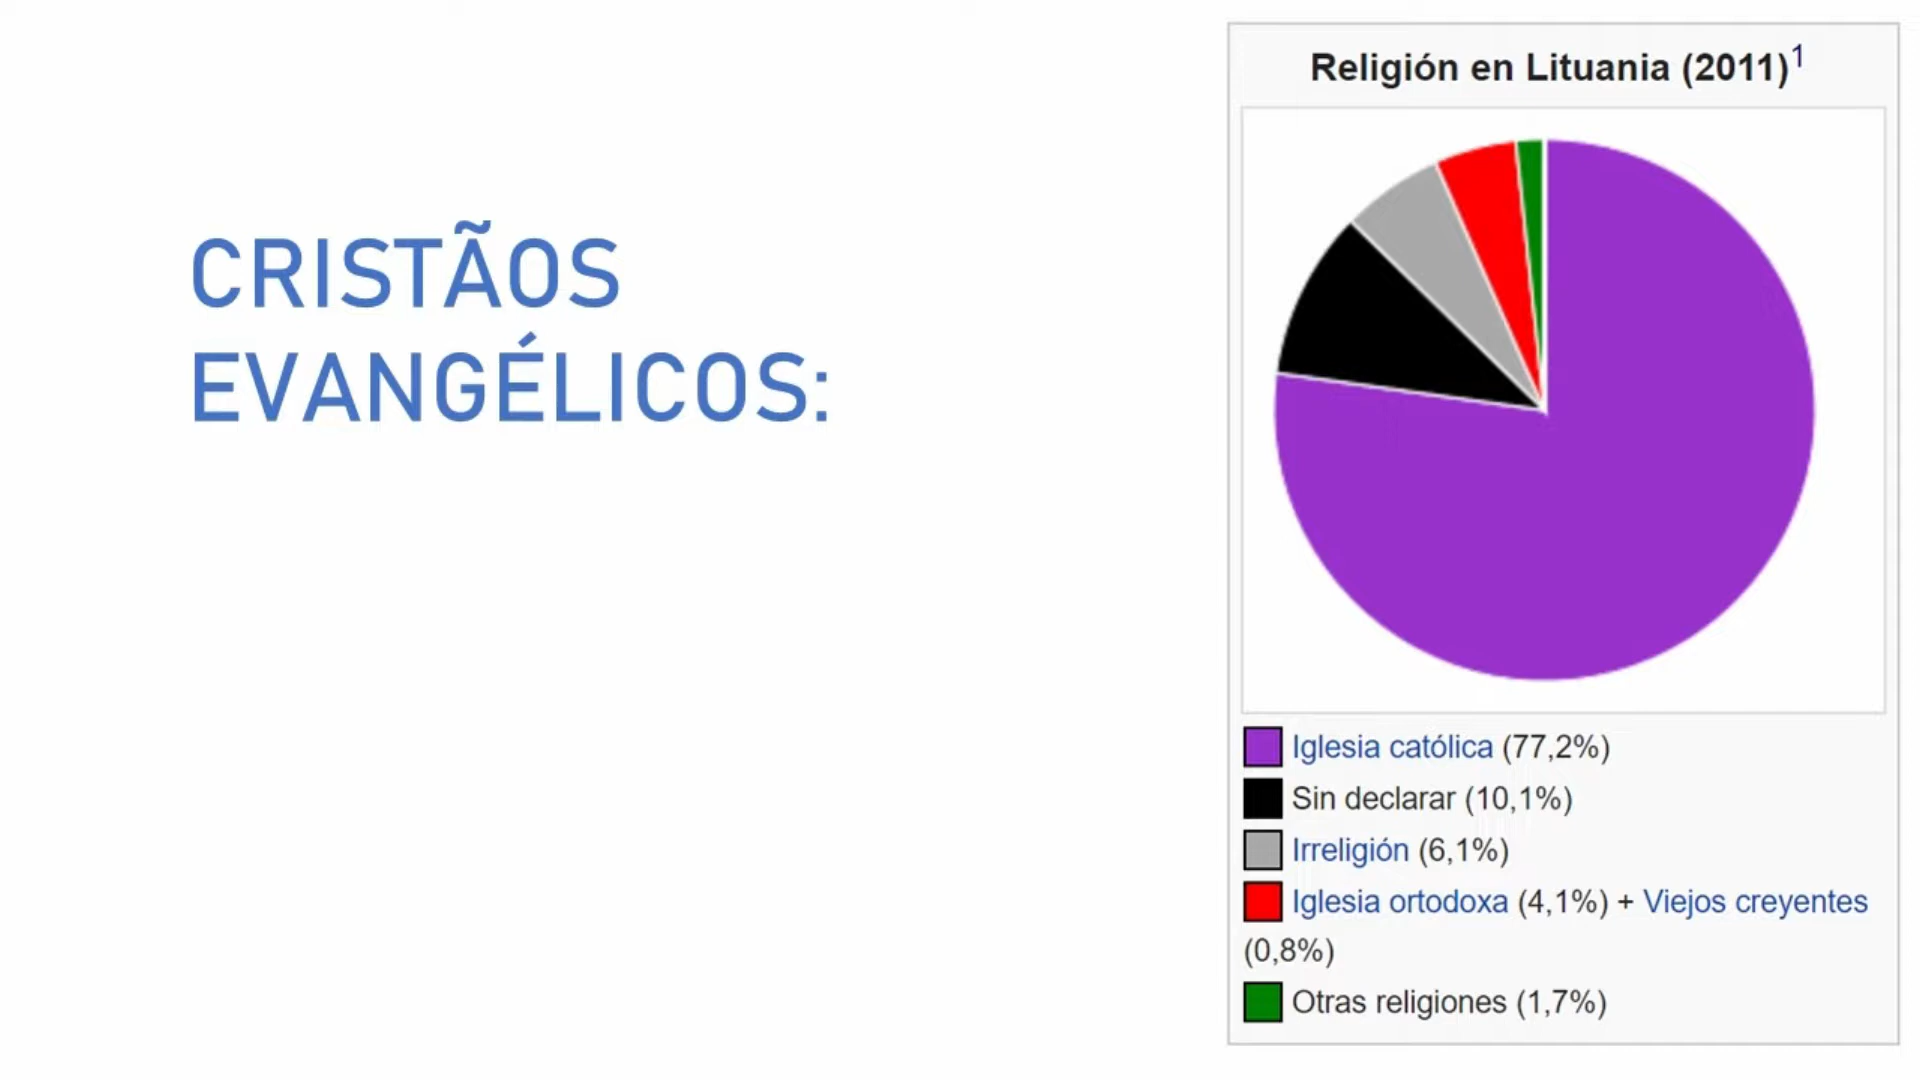 CRISTÃOS
EVANGÉLICOS:
Religión en Lituania (2011)1
Iglesia católica (77,2%)
Sin declarar (10,1%)
Irreligión (6,1%)
Iglesia ortodoxa (4,1%) + Viejos creyentes
(0,8%)
Otras religiones (1,7%)